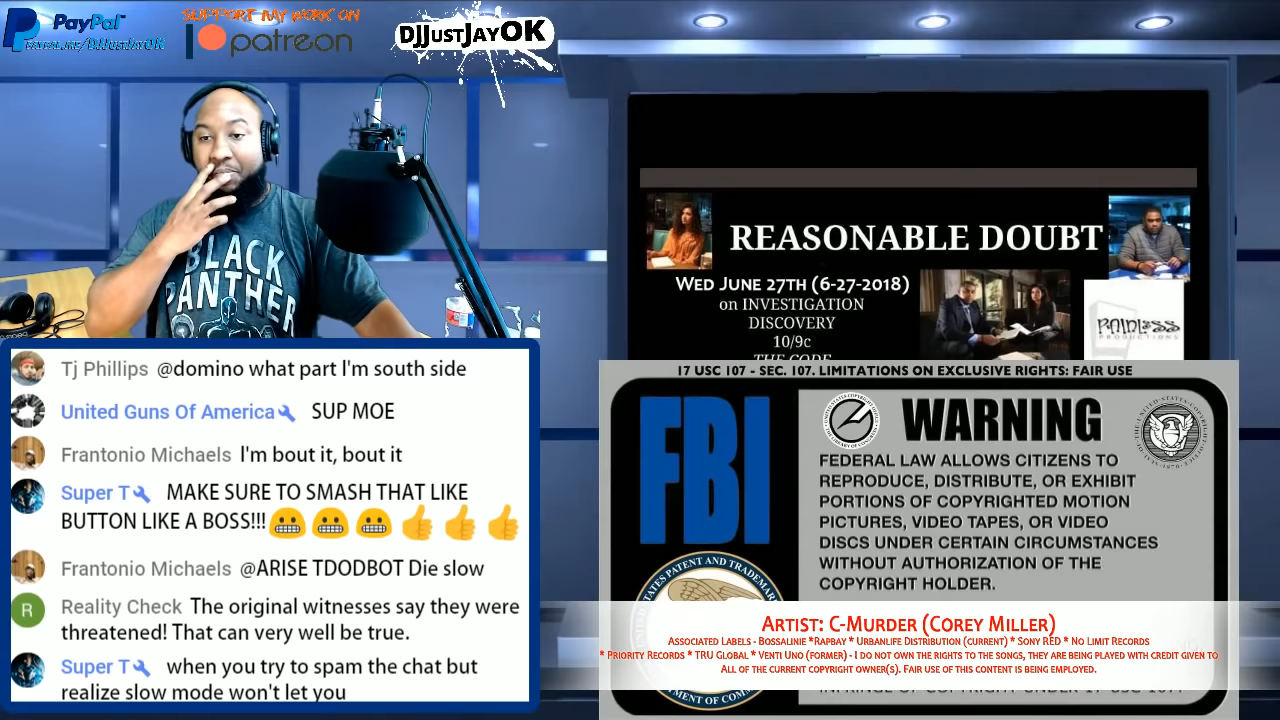 PayPal
SUPPORT MY WORK ON
patreon
DJJustJayOK
BLACK
PANTHER
REASONABLE DOUBT
Wed June 27th (6-27-2018)
on INVESTIGATION
DISCOVERY
10/9c
THE CODE
PAINLESS
PRODUCTIONS
Tj Phillips @domino what part I'm south side
United Guns Of America SUP MOE
Frantonio Michaels I'm bout it, bout it
Super T MAKE SURE TO SMASH THAT LIKE
BUTTON LIKE A BOSS!!!😬😬😬👍👍👍
Frantonio Michaels @ARISE TDODBOT Die slow
R
Reality Check The original witnesses say they were
threatened! That can very well be true.
Super T when you try to spam the chat but
realize slow mode won't let you
17 USC 107 - SEC. 107. LIMITATIONS ON EXCLUSIVE RIGHTS: FAIR USE
FBI
WARNING
FEDERAL LAW ALLOWS CITIZENS TO
REPRODUCE, DISTRIBUTE, OR EXHIBIT
PORTIONS OF COPYRIGHTED MOTION
PICTURES, VIDEO TAPES, OR VIDEO
DISCS UNDER CERTAIN CIRCUMSTANCES
WITHOUT AUTHORIZATION OF THE
COPYRIGHT HOLDER.
Artist: C-Murder (Corey Miller)
Associated Labels - Bossalinie *Rapbay * Urbanlife Distribution (current) * Sony RED * No Limit Records
* Priority Records * TRU Global * Venti Uno (Former) - I do not own the rights to the songs, they are being played with credit given to
all of the current copyright owner(s). Fair use of this content is being employed.